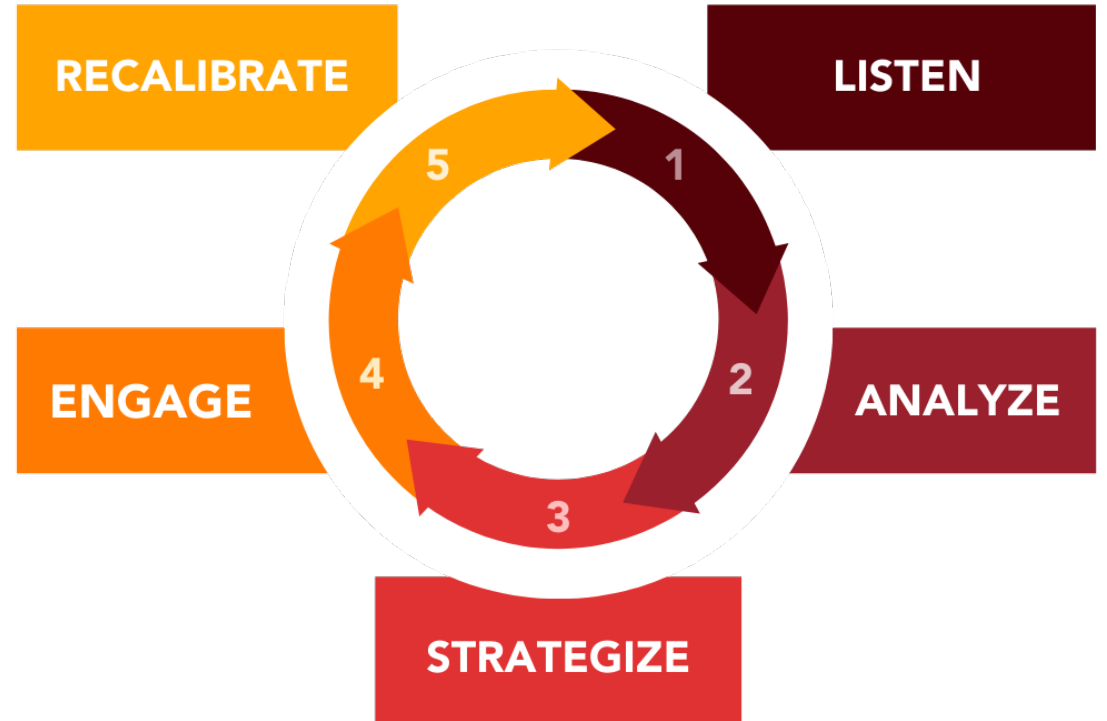 RECALIBRATE
LISTEN
5
1
4
2
ENGAGE
ANALYZE
3
STRATEGIZE